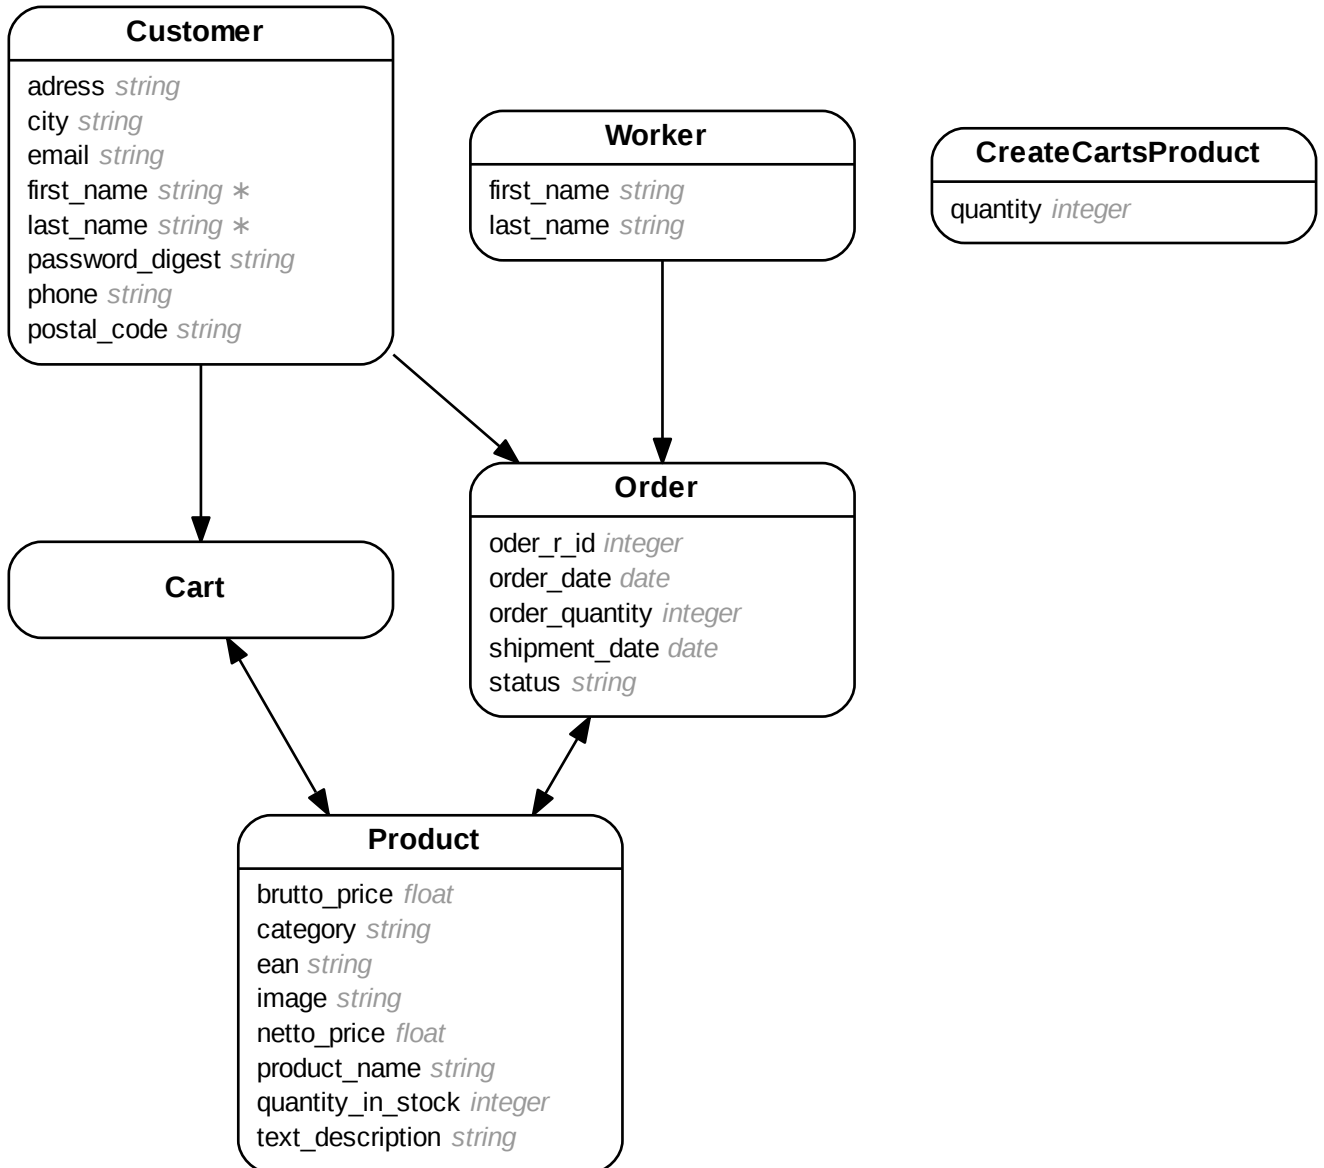 Customer
adress string
city string
email string
first_name string ∗
last_name string ∗
password_digest string
phone string
postal_code string
Worker
first_name string
last_name string
CreateCartsProduct
quantity integer
Cart
Order
oder_r_id integer
order_date date
order_quantity integer
shipment_date date
status string
Product
brutto_price float
category string
ean string
image string
netto_price float
product_name string
quantity_in_stock integer
text_description string